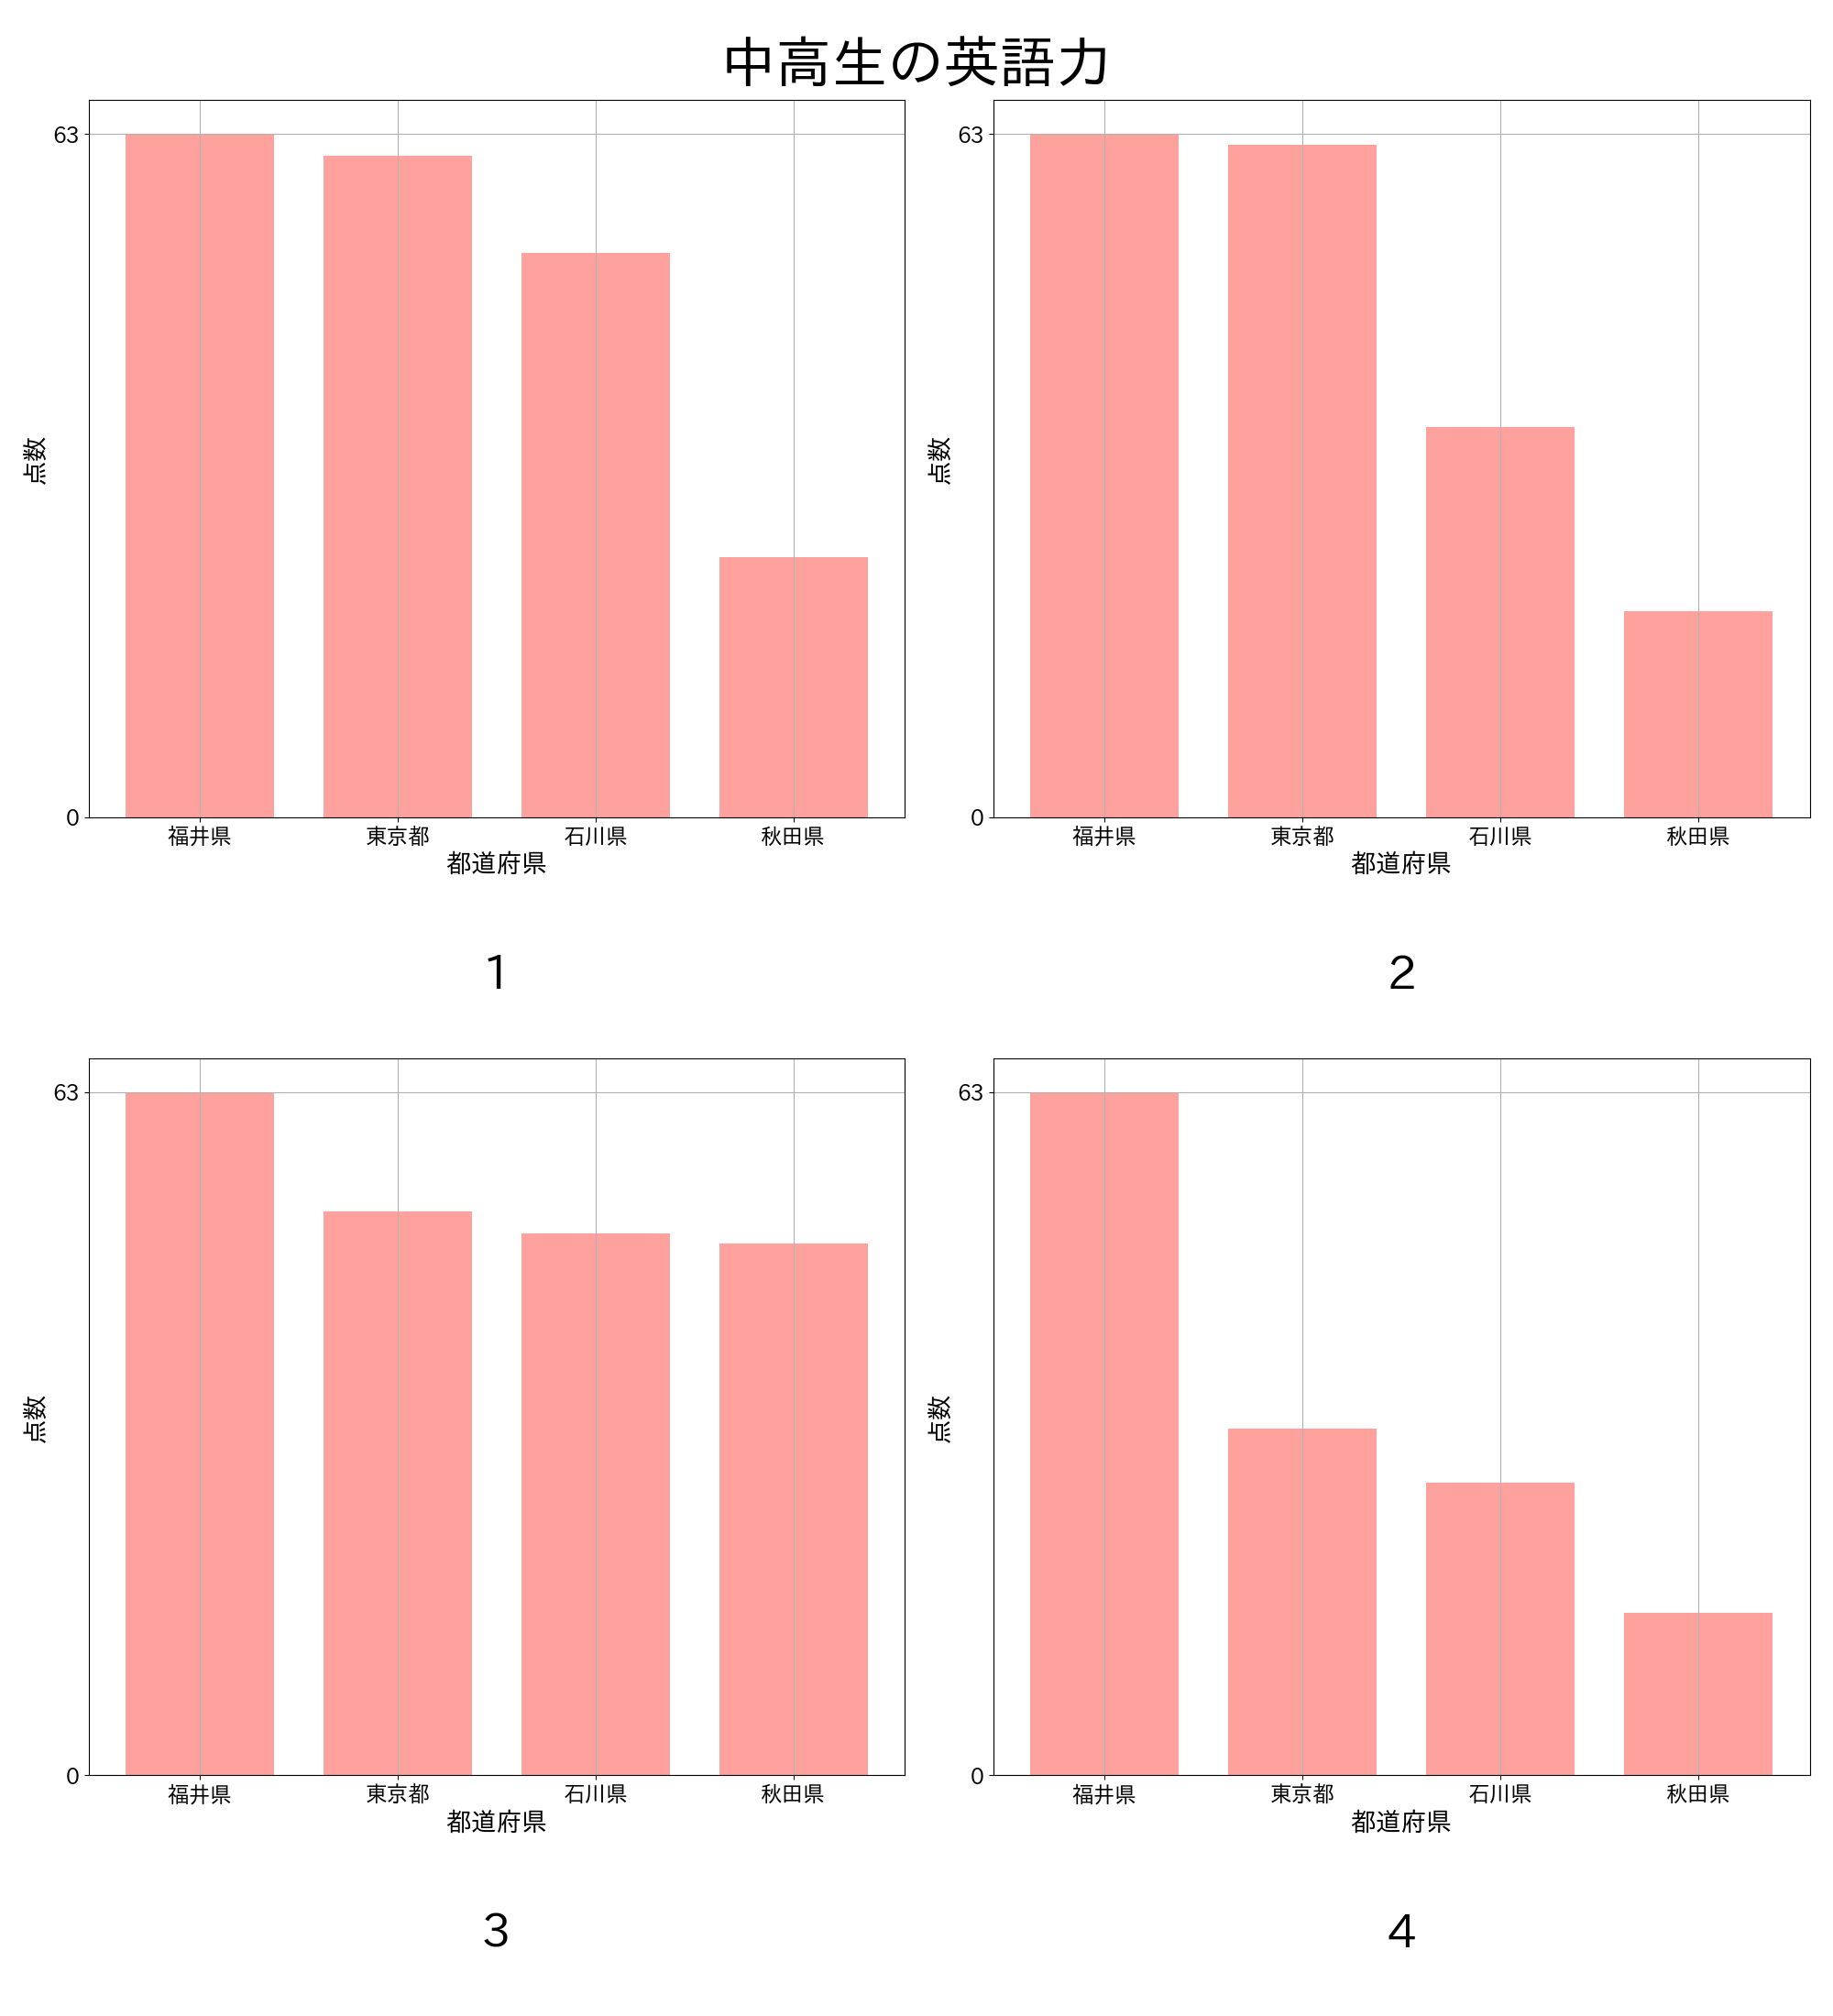 中高生の英語力
63
0
点数
福井県 東京都 石川県 秋田県
都道府県
1
63
0
点数
福井県 東京都 石川県 秋田県
都道府県
2
63
0
点数
福井県 東京都 石川県 秋田県
都道府県
3
63
0
点数
福井県 東京都 石川県 秋田県
都道府県
4